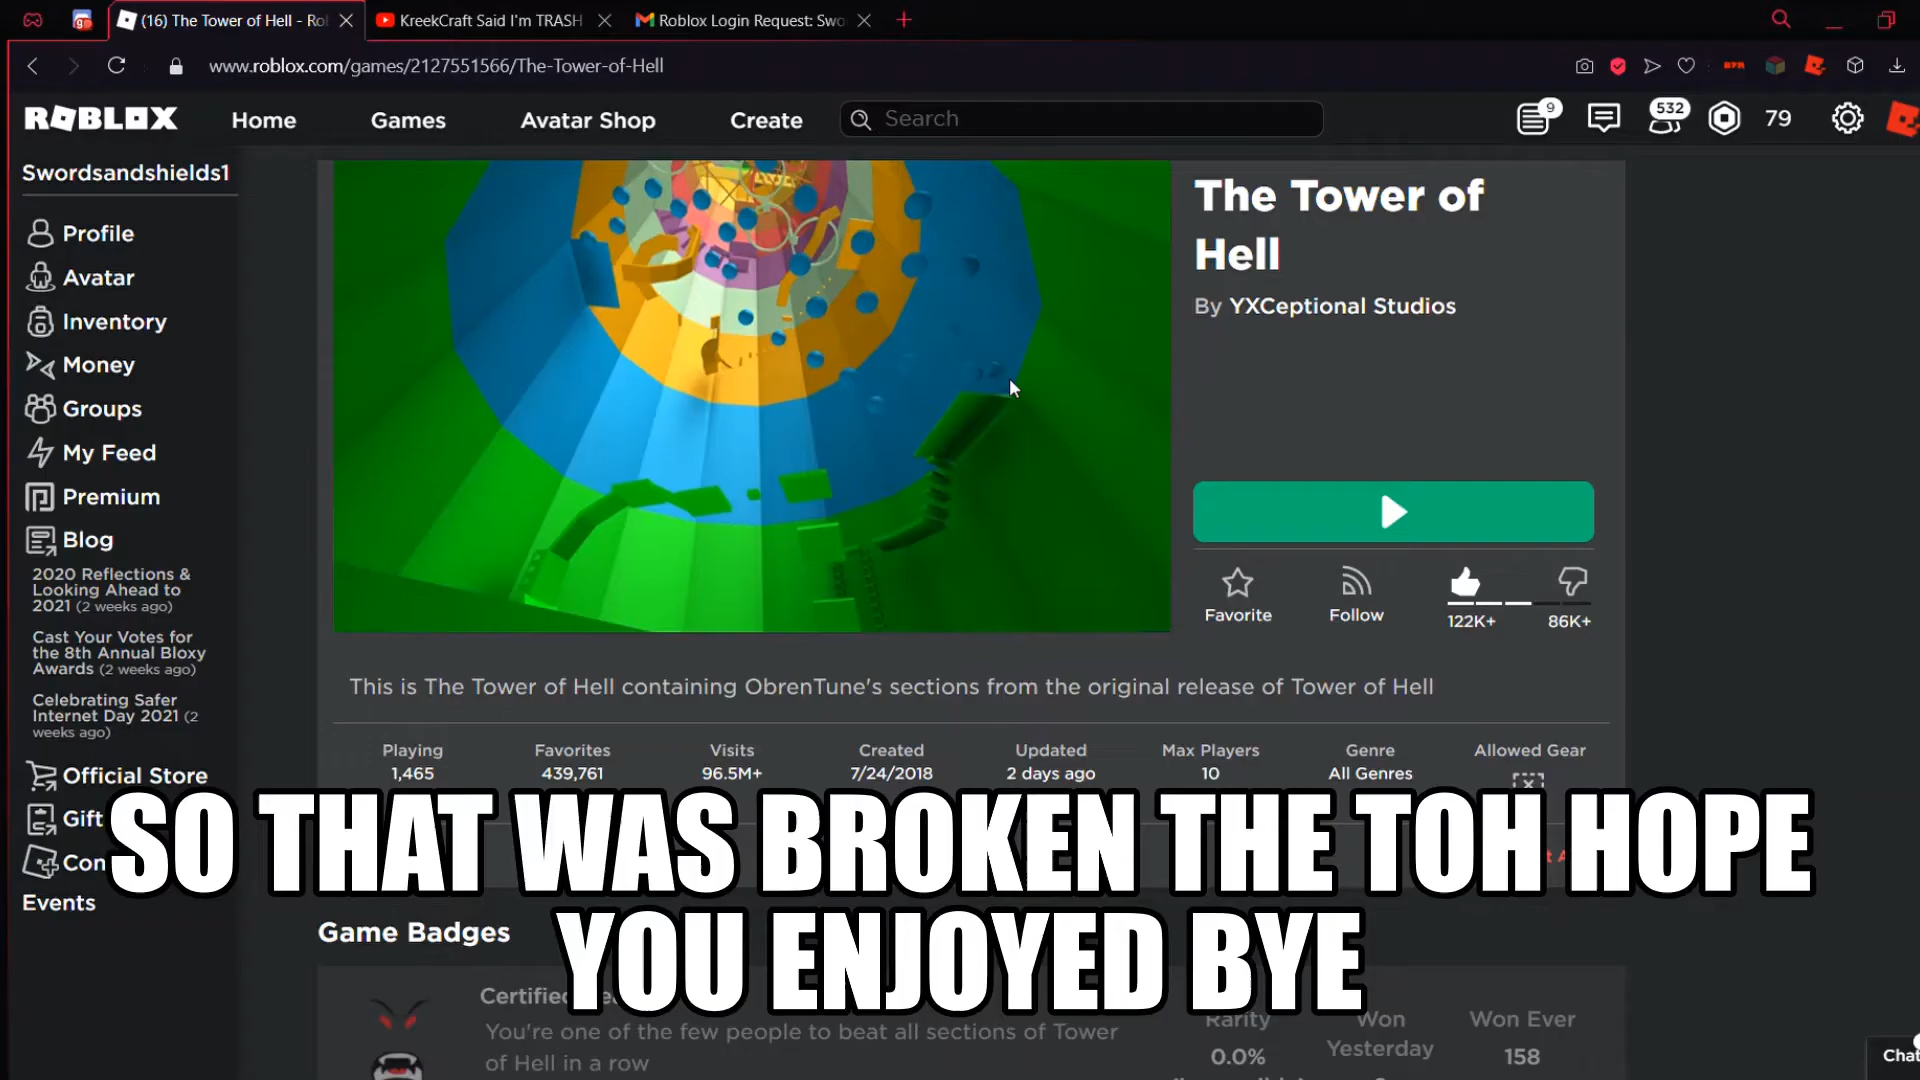 (16) The Tower of Hell - Ro
KreekCraft Said I'm TRASH
Roblox Login Request: Swo
www.roblox.com/games/2127551566/The-Tower-of-Hell
ROBLOX
Home
Games
Avatar Shop
Create
Search
9
532
79
Swordsandshields1
Profile
Avatar
Inventory
Money
Groups
My Feed
Premium
Blog
2020 Reflections &
Looking Ahead to
2021 (2 weeks ago)
Cast Your Votes for
the 8th Annual Bloxy
Awards (2 weeks ago)
Celebrating Safer
Internet Day 2021 (2
weeks ago)
Official Store
Gift
Con
Events
The Tower of
Hell
By YXCeptional Studios
Favorite
Follow
122K+
86K+
This is The Tower of Hell containing ObrenTune's sections from the original release of Tower of Hell
Playing
1,465
Favorites
439,761
Visits
96.5M+
Created
7/24/2018
Updated
2 days ago
Max Players
10
Genre
All Genres
Allowed Gear
SO THAT WAS BROKEN THE TOH HOPE
YOU ENJOYED BYE
Game Badges
Certified
You're one of the few people to beat all sections of Tower
of Hell in a row
Rarity
0.0%
Won
Yesterday
Won Ever
158
Chat